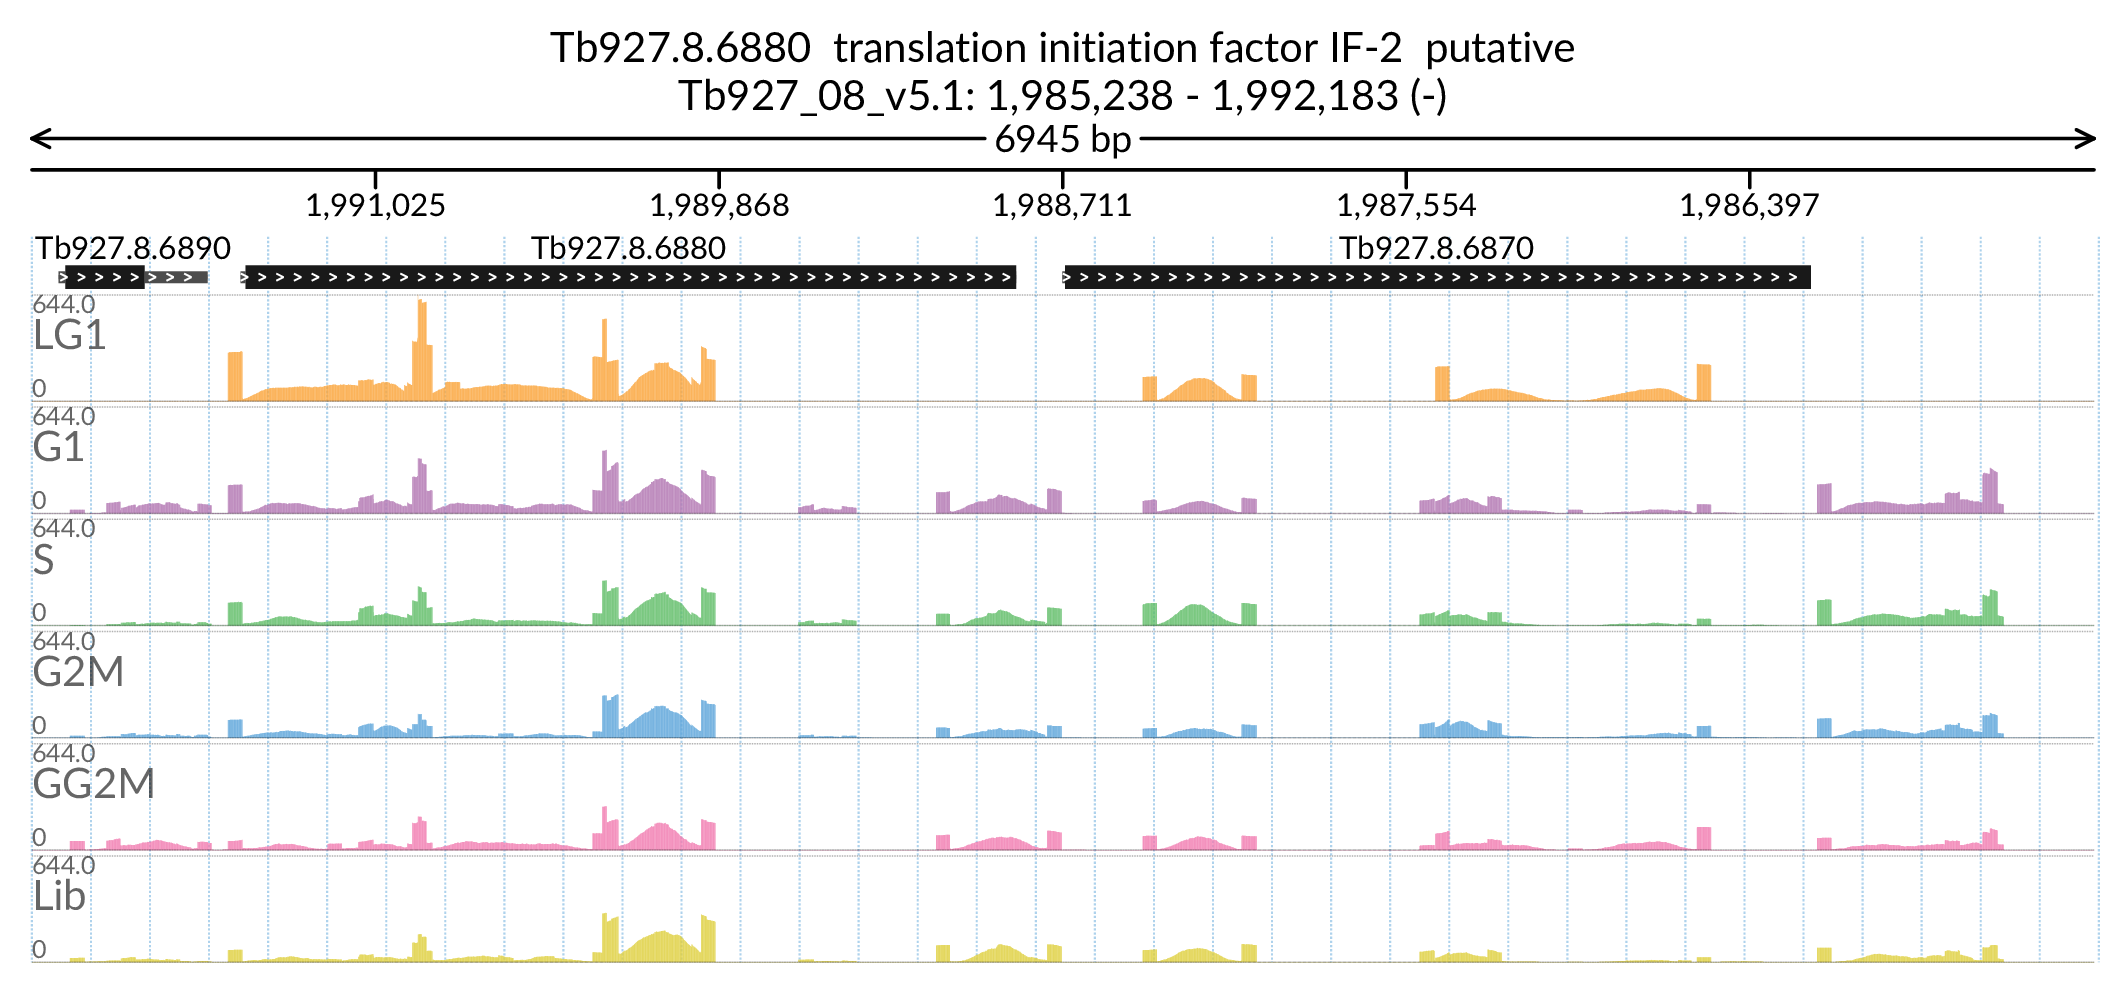 Tb927.8.6880  translation initiation factor IF-2  putative
Tb927_08_v5.1: 1,985,238 - 1,992,183 (-)
6945 bp
1,991,025 1,989,868 1,988,711 1,987,554 1,986,397
Tb927.8.6890 Tb927.8.6880 Tb927.8.6870
644.0
LG1
0
644.0
G1
0
644.0
S
0
644.0
G2M
0
644.0
GG2M
0
644.0
Lib
0